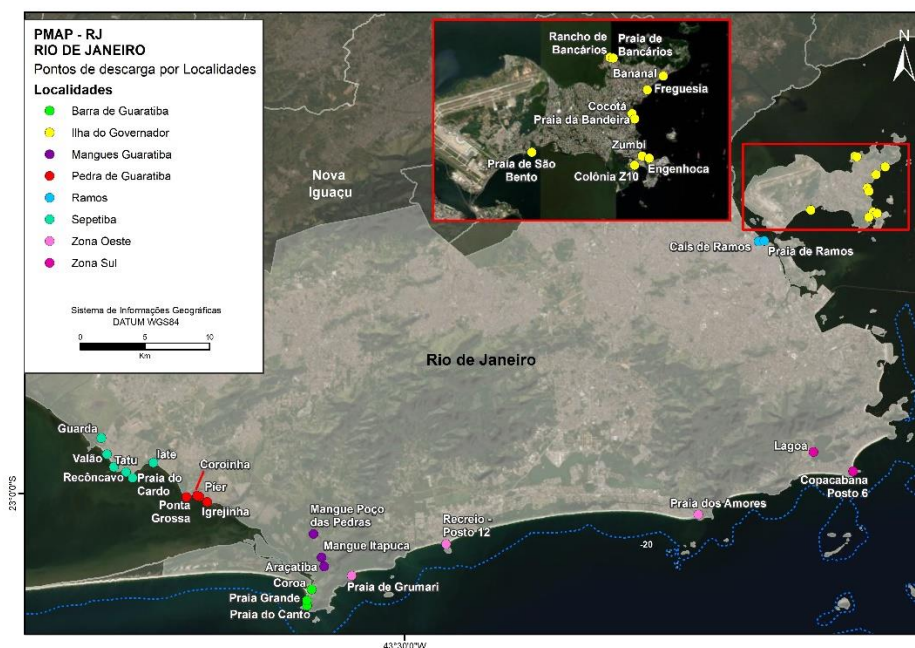 PMAP - RJ
RIO DE JANEIRO
Pontos de descarga por Localidades
Localidades
Barra de Guaratiba
Ilha do Governador
Mangues Guaratiba
Pedra de Guaratiba
Ramos
Sepetiba
Zona Oeste
Zona Sul
Sistema de Informações Geográficas
DATUM WGS84
0 5 10
Km
Rancho de
Bancários
Praia de
Bancários
Bananal
Freguesia
Cocotá
Praia da Bandeira
Zumbi
Engenhoca
Praia de São
Bento
Colônia Z10
N
Nova
Iguaçu
Cais de Ramos
Praia de Ramos
Rio de Janeiro
Guarda
Valão
Tatu
Iate
Recôncavo
Praia do
Cardo
Coroinha
Pier
Ponta
Grossa
Igrejinha
Mangue Poço
das Pedras
Mangue Itapuca
Araçatiba
Coroa
Praia Grande
Praia do Canto
Praia de Grumari
Recreio -
Posto 12
Praia dos Amores
Lagoa
Copacabana
Posto 6
-20
23°0'0"S
43°30'0"W